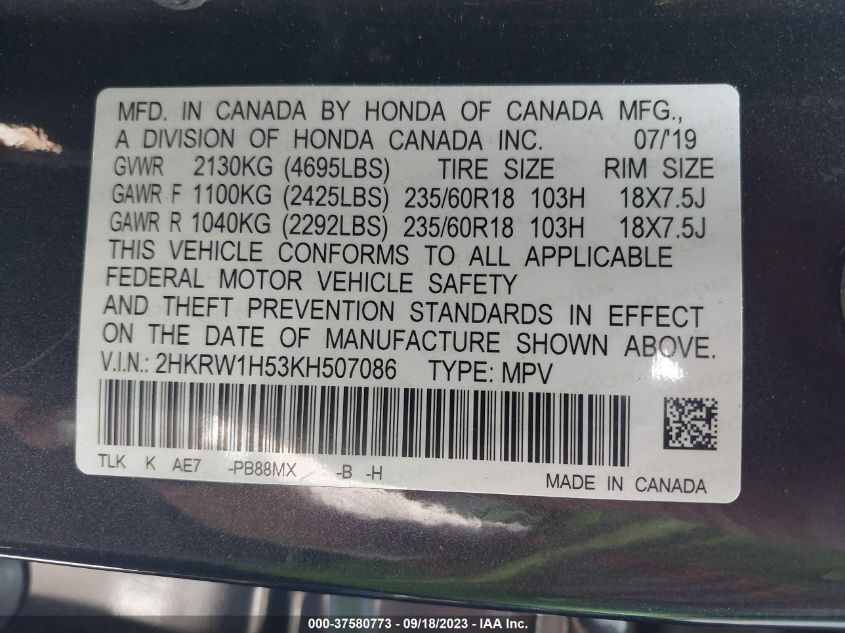 MFD. IN CANADA BY HONDA OF CANADA MFG.,
A DIVISION OF HONDA CANADA INC. 07/'19
GVWR 2130KG (4695LBS) TIRE SIZE RIM SIZE
GAWR F 1100KG (2425LBS) 235/60R18 103H 18X7.5J
GAWR R 1040KG (2292LBS) 235/60R18 103H 18X7.5J
THIS VEHICLE CONFORMS TO ALL APPLICABLE
FEDERAL MOTOR VEHICLE SAFETY
AND THEFT PREVENTION STANDARDS IN EFFECT
ON THE DATE OF MANUFACTURE SHOWN ABOVE.
V.I.N.: 2HKRW1H53KH507086 TYPE: MPV
TLK K AE7 -PB88MX -B -H
MADE IN CANADA
000-37580773 - 09/18/2023 - IAA Inc.